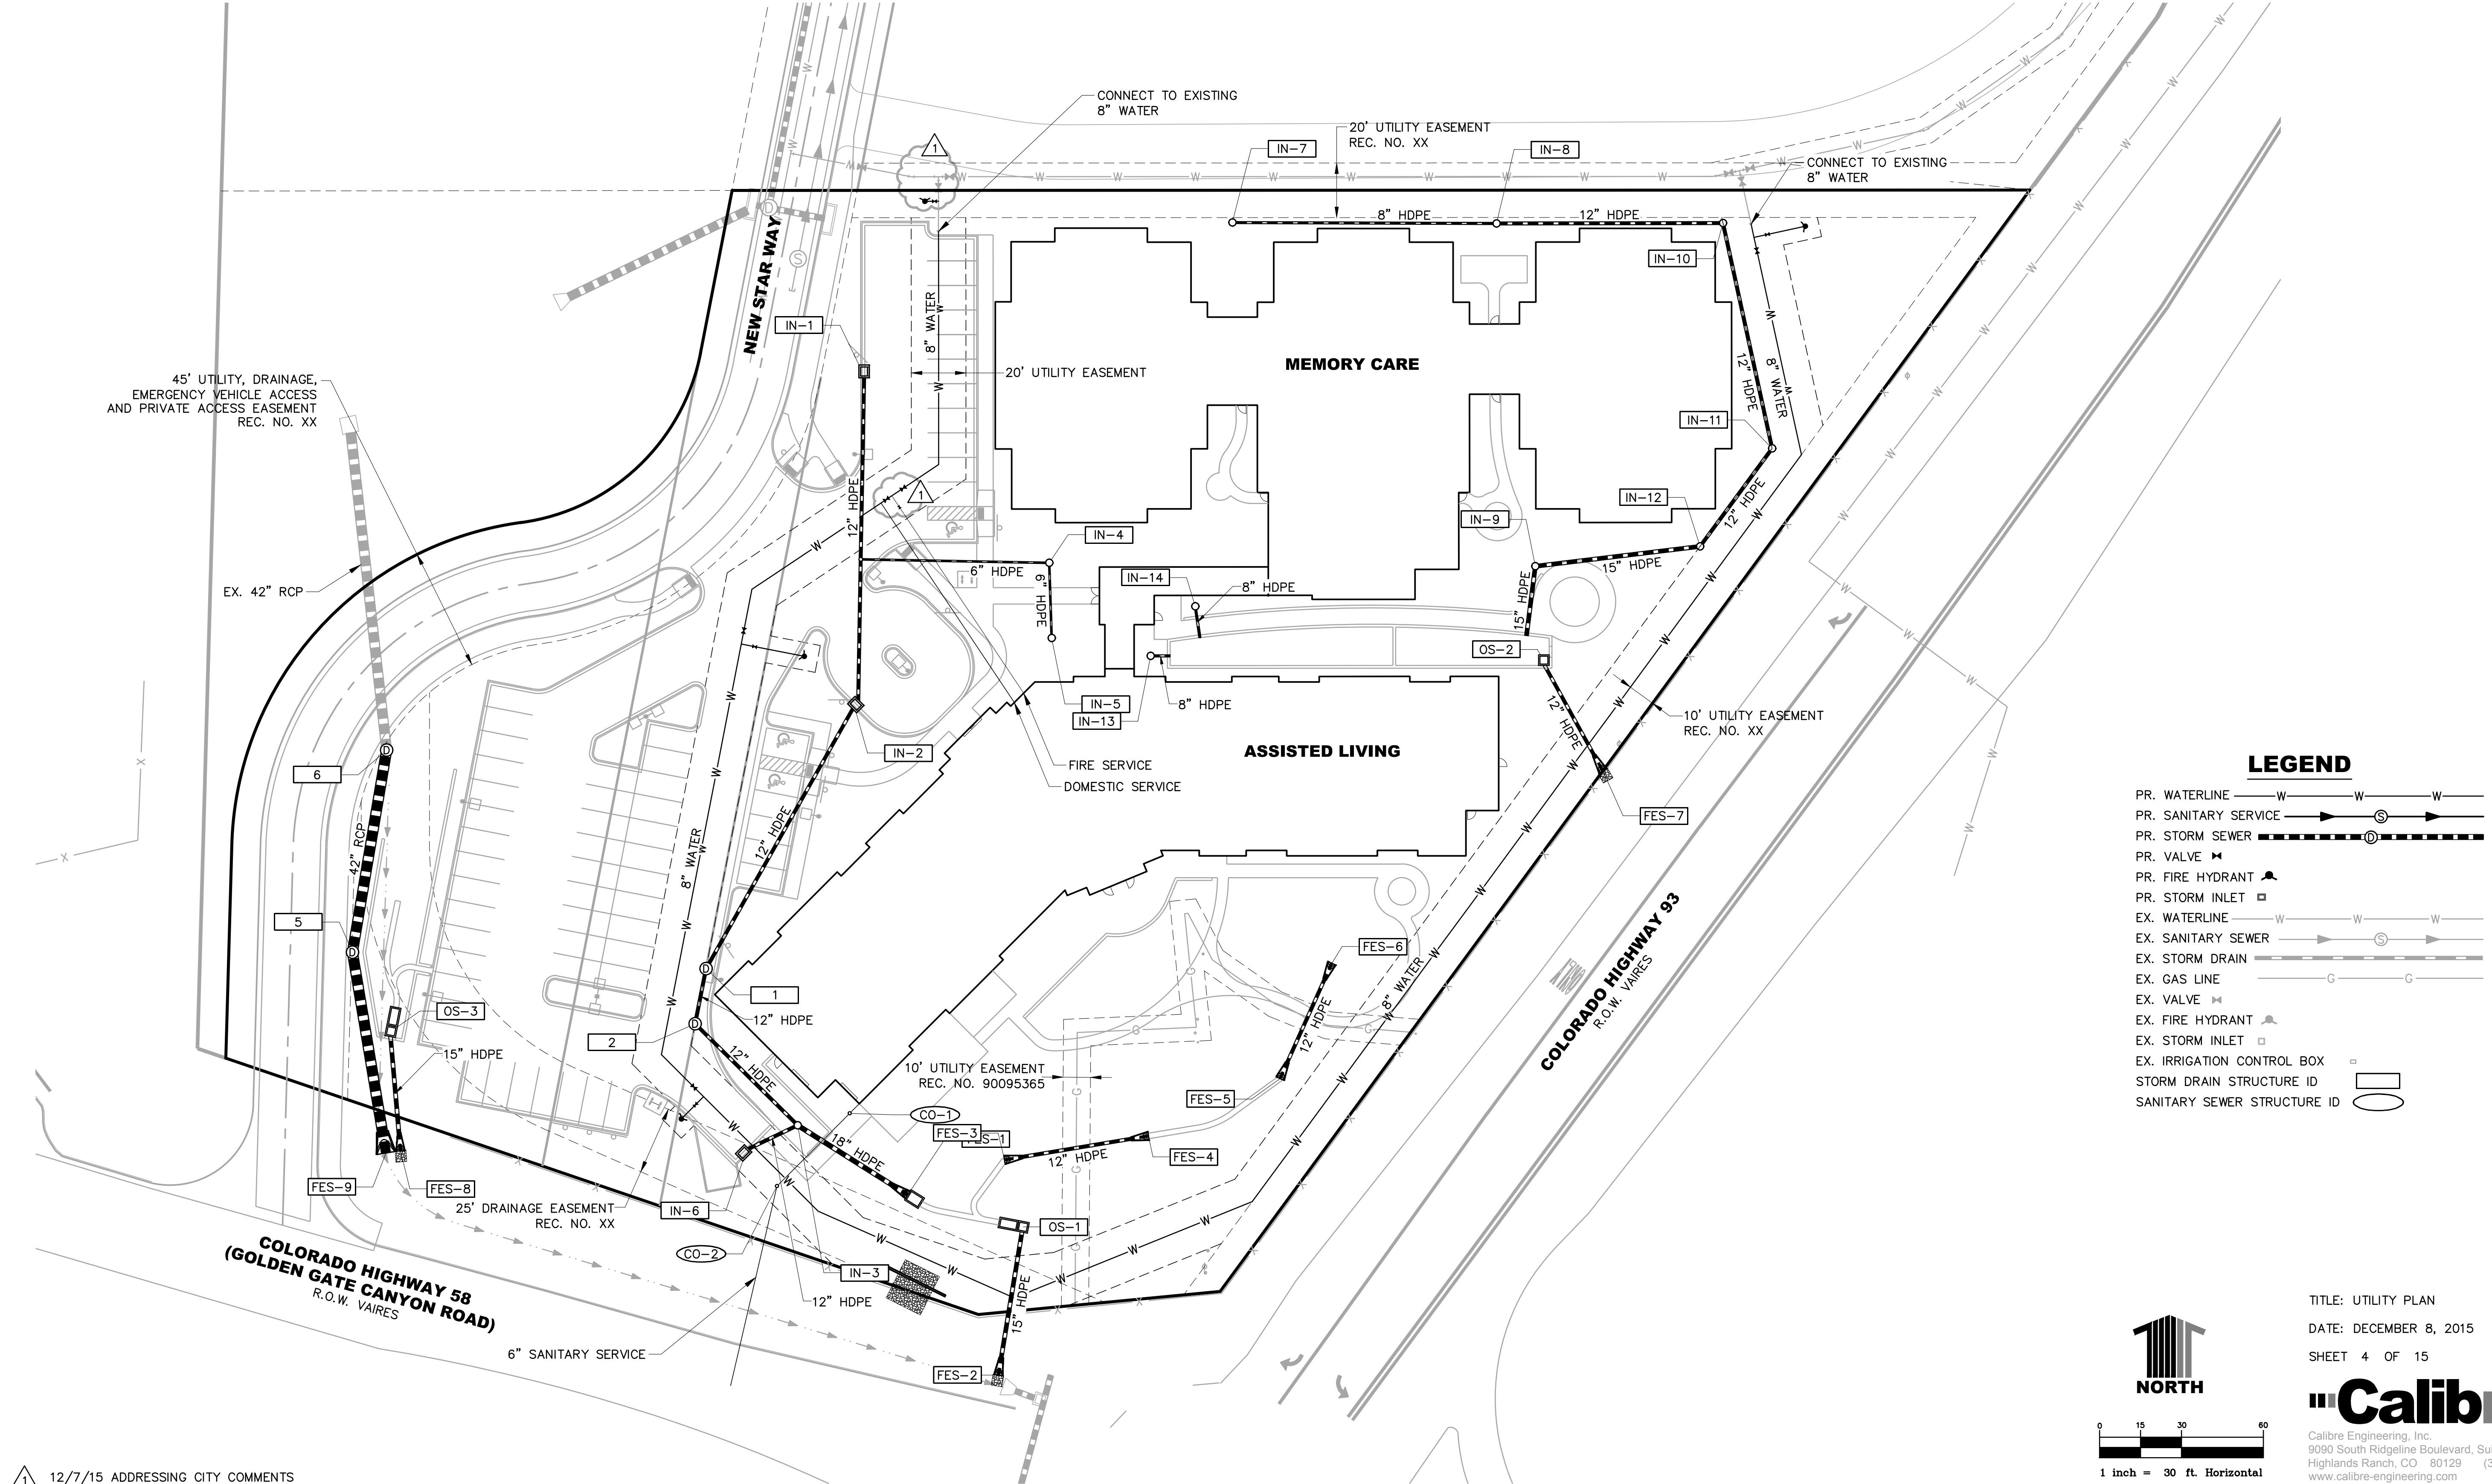 CONNECT TO EXISTING
8" WATER
20' UTILITY EASEMENT
REC. NO. XX
IN-7
IN-8
CONNECT TO EXISTING
8" WATER
1
8" HDPE
12" HDPE
IN-10
NEW STAR WAY
D
S
IN-1
8" WATER
20' UTILITY EASEMENT
MEMORY CARE
12" HDPE
8" WATER
IN-11
45' UTILITY, DRAINAGE,
EMERGENCY VEHICLE ACCESS
AND PRIVATE ACCESS EASEMENT
REC. NO. XX
1
12" HDPE
IN-4
IN-9
IN-12
12" HDPE
6" HDPE
6" HDPE
IN-14
8" HDPE
15" HDPE
15" HDPE
EX. 42" RCP
OS-2
IN-5
IN-13
8" HDPE
12" HDPE
10' UTILITY EASEMENT
REC. NO. XX
IN-2
ASSISTED LIVING
FIRE SERVICE
DOMESTIC SERVICE
D
6
FES-7
42" RCP
8" WATER
12" HDPE
5
D
FES-6
COLORADO HIGHWAY 93
R.O.W. VAIRES
D
1
12" HDPE
8" WATER
OS-3
D
2
12" HDPE
12" HDPE
15" HDPE
10' UTILITY EASEMENT
REC. NO. 90095365
FES-5
CO-1
FES-3
FES-1
18" HDPE
12" HDPE
FES-4
FES-9
FES-8
25' DRAINAGE EASEMENT
REC. NO. XX
IN-6
OS-1
CO-2
IN-3
12" HDPE
15" HDPE
COLORADO HIGHWAY 58
(GOLDEN GATE CANYON ROAD)
R.O.W. VAIRES
6" SANITARY SERVICE
FES-2
LEGEND
PR. WATERLINE W W W
PR. SANITARY SERVICE S
PR. STORM SEWER D
PR. VALVE
PR. FIRE HYDRANT
PR. STORM INLET
EX. WATERLINE W W W
EX. SANITARY SEWER S
EX. STORM DRAIN
EX. GAS LINE G G
EX. VALVE
EX. FIRE HYDRANT
EX. STORM INLET
EX. IRRIGATION CONTROL BOX
STORM DRAIN STRUCTURE ID
SANITARY SEWER STRUCTURE ID
TITLE: UTILITY PLAN
DATE: DECEMBER 8, 2015
SHEET 4 OF 15
NORTH
0 15 30 60
1 inch = 30 ft. Horizontal
Calibre Engineering, Inc.
9090 South Ridgeline Boulevard,
Highlands Ranch, CO 80129
www.calibre-engineering.com
1 12/7/15 ADDRESSING CITY COMMENTS